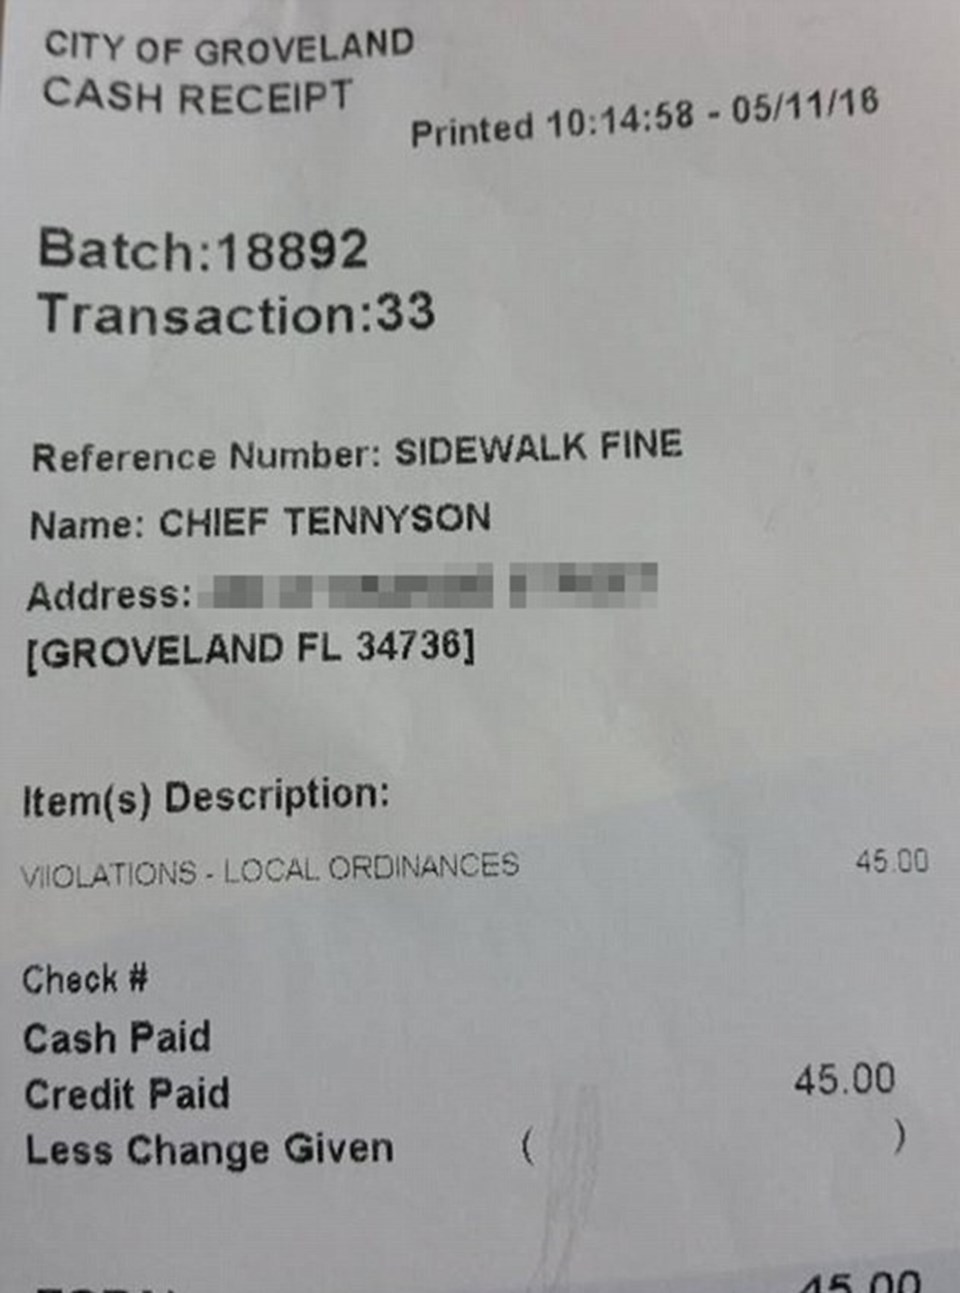 CITY OF GROVELAND
CASH RECEIPT
Printed 10:14:58 - 05/11/16
Batch:18892
Transaction:33
Reference Number: SIDEWALK FINE
Name: CHIEF TENNYSON
Address:
[GROVELAND FL 34736]
Item(s) Description:
VIIOLATIONS - LOCAL ORDINANCES 45.00
Check #
Cash Paid
Credit Paid 45.00
Less Change Given ( )
45.00